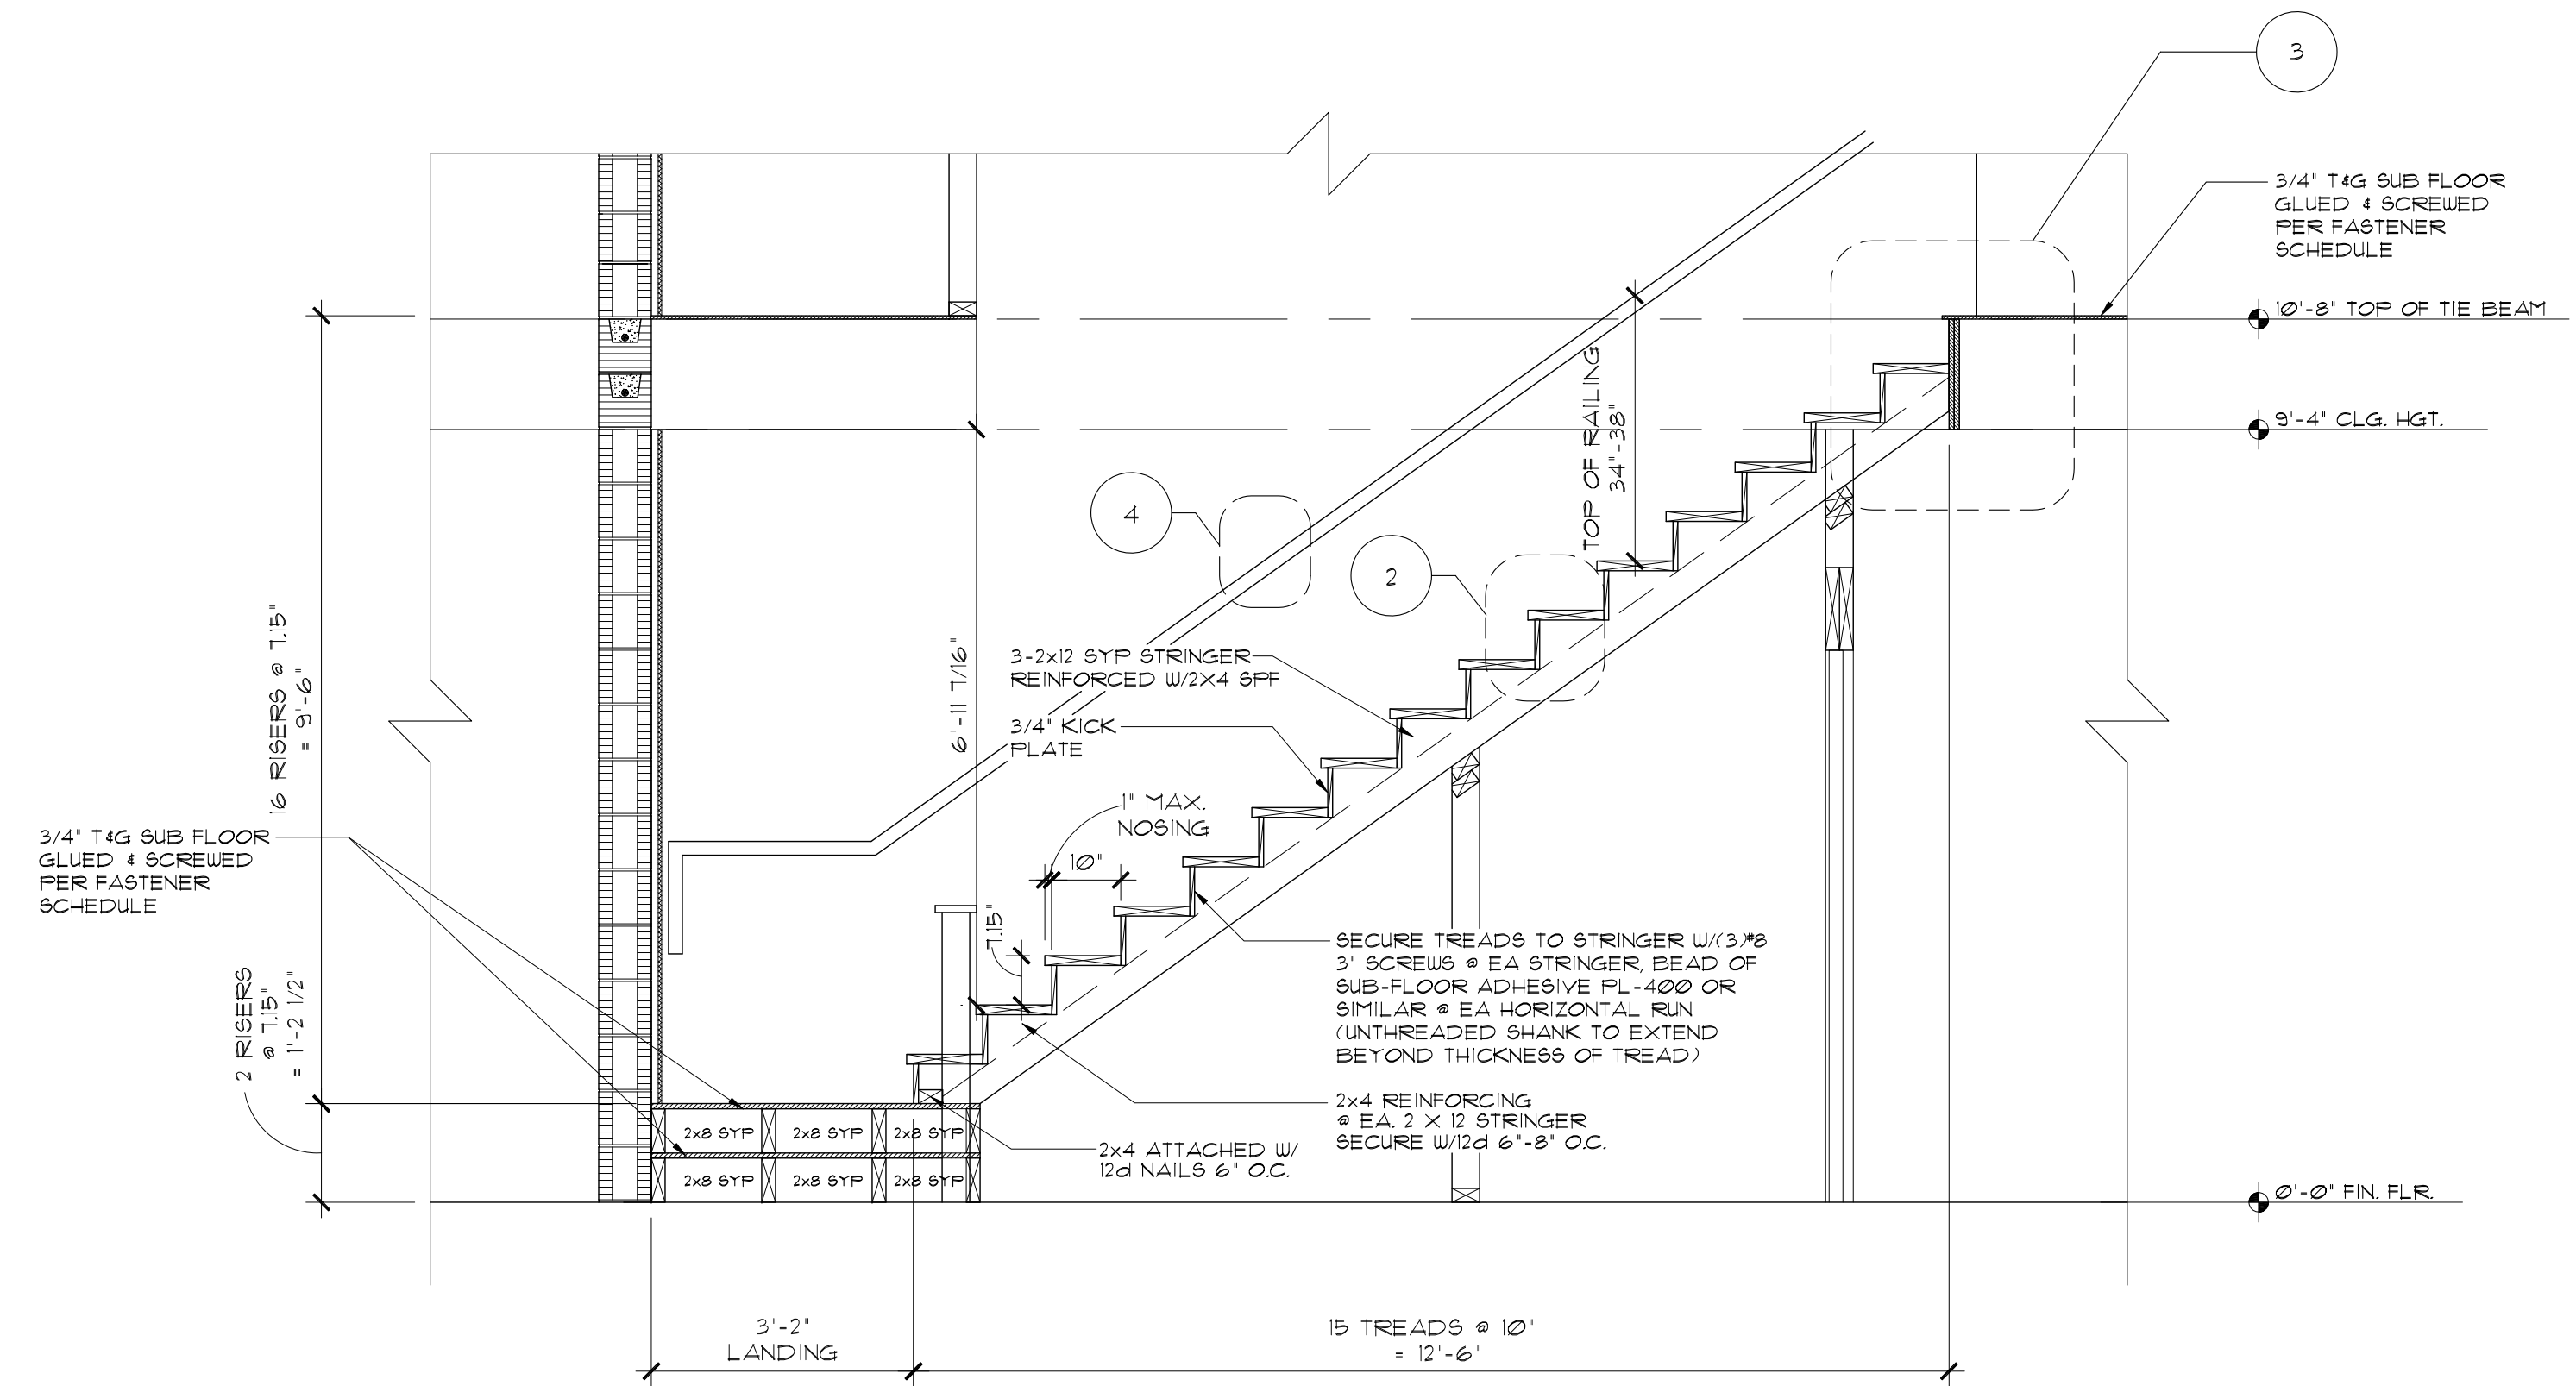 3
3/4" T&G SUB FLOOR
GLUED & SCREWED
PER FASTENER
SCHEDULE
10'-8" TOP OF TIE BEAM
9'-4" CLG. HGT.
TOP OF RAILING
34"-38"
4
2
16 RISERS @ 7.15"
= 9'-6"
6'-11 7/16"
3-2x12 SYP STRINGER
REINFORCED W/2X4 SPF
3/4" KICK
PLATE
1" MAX.
NOSING
10"
7.15"
3/4" T&G SUB FLOOR
GLUED & SCREWED
PER FASTENER
SCHEDULE
2 RISERS
@ 7.15"
= 1'-2 1/2"
SECURE TREADS TO STRINGER W/(3)#8
3" SCREWS @ EA STRINGER, BEAD OF
SUB-FLOOR ADHESIVE PL-400 OR
SIMILAR @ EA HORIZONTAL RUN
(UNTHREADED SHANK TO EXTEND
BEYOND THICKNESS OF TREAD)
2x4 REINFORCING
@ EA. 2 X 12 STRINGER
SECURE W/12d 6"-8" O.C.
2x4 ATTACHED W/
12d NAILS 6" O.C.
2x8 SYP 2x8 SYP 2x8 SYP
2x8 SYP 2x8 SYP 2x8 SYP
0'-0" FIN. FLR.
3'-2"
LANDING
15 TREADS @ 10"
= 12'-6"